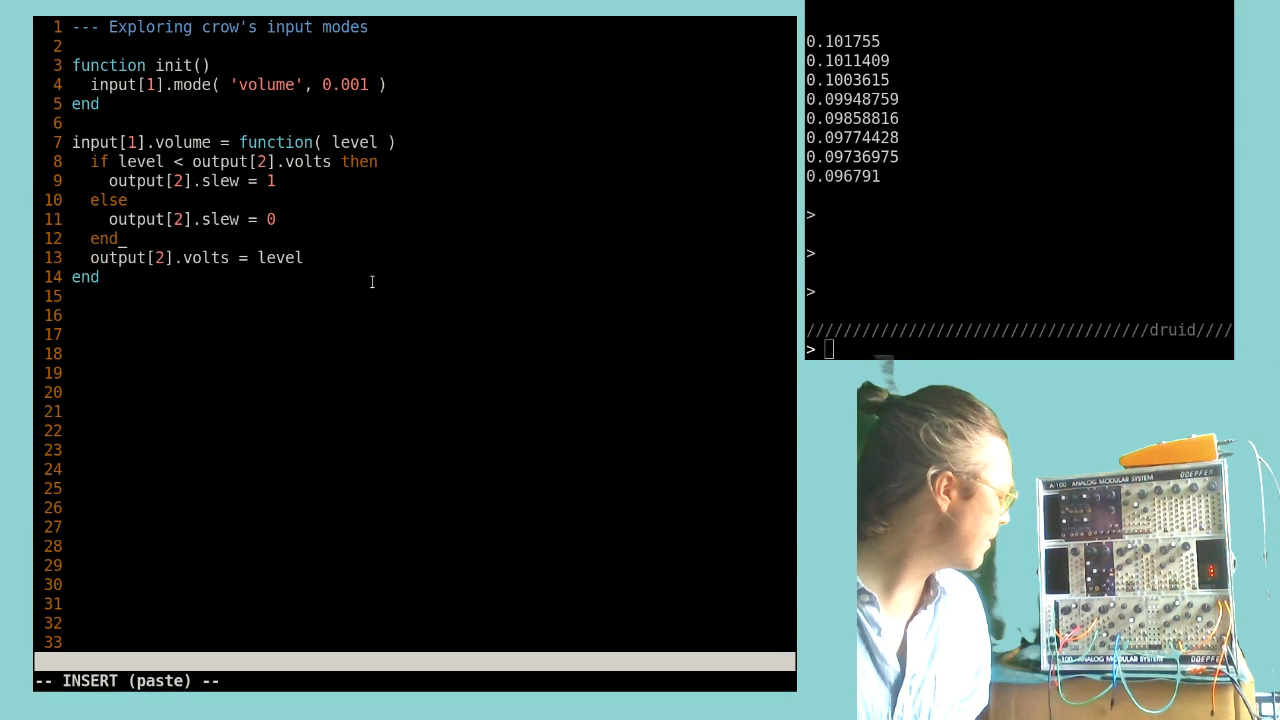 1 --- Exploring crow's input modes
2
3 function init()
4 input[1].mode( 'volume', 0.001 )
5 end
6
7 input[1].volume = function( level )
8 if level < output[2].volts then
9 output[2].slew = 1
10 else
11 output[2].slew = 0
12 end_
13 output[2].volts = level
14 end
15
16
17
18
19
20
21
22
23
24
25
26
27
28
29
30
31
32
33
-- INSERT (paste) --
0.101755
0.1011409
0.1003615
0.09948759
0.09858816
0.09774428
0.09736975
0.096791
>
>
>
/////////////////////////////////////druid////
>
A-100 ANALOG MODULAR SYSTEM DOEPFER
100 ANALOG MODULAR SYSTEM DOEPFER